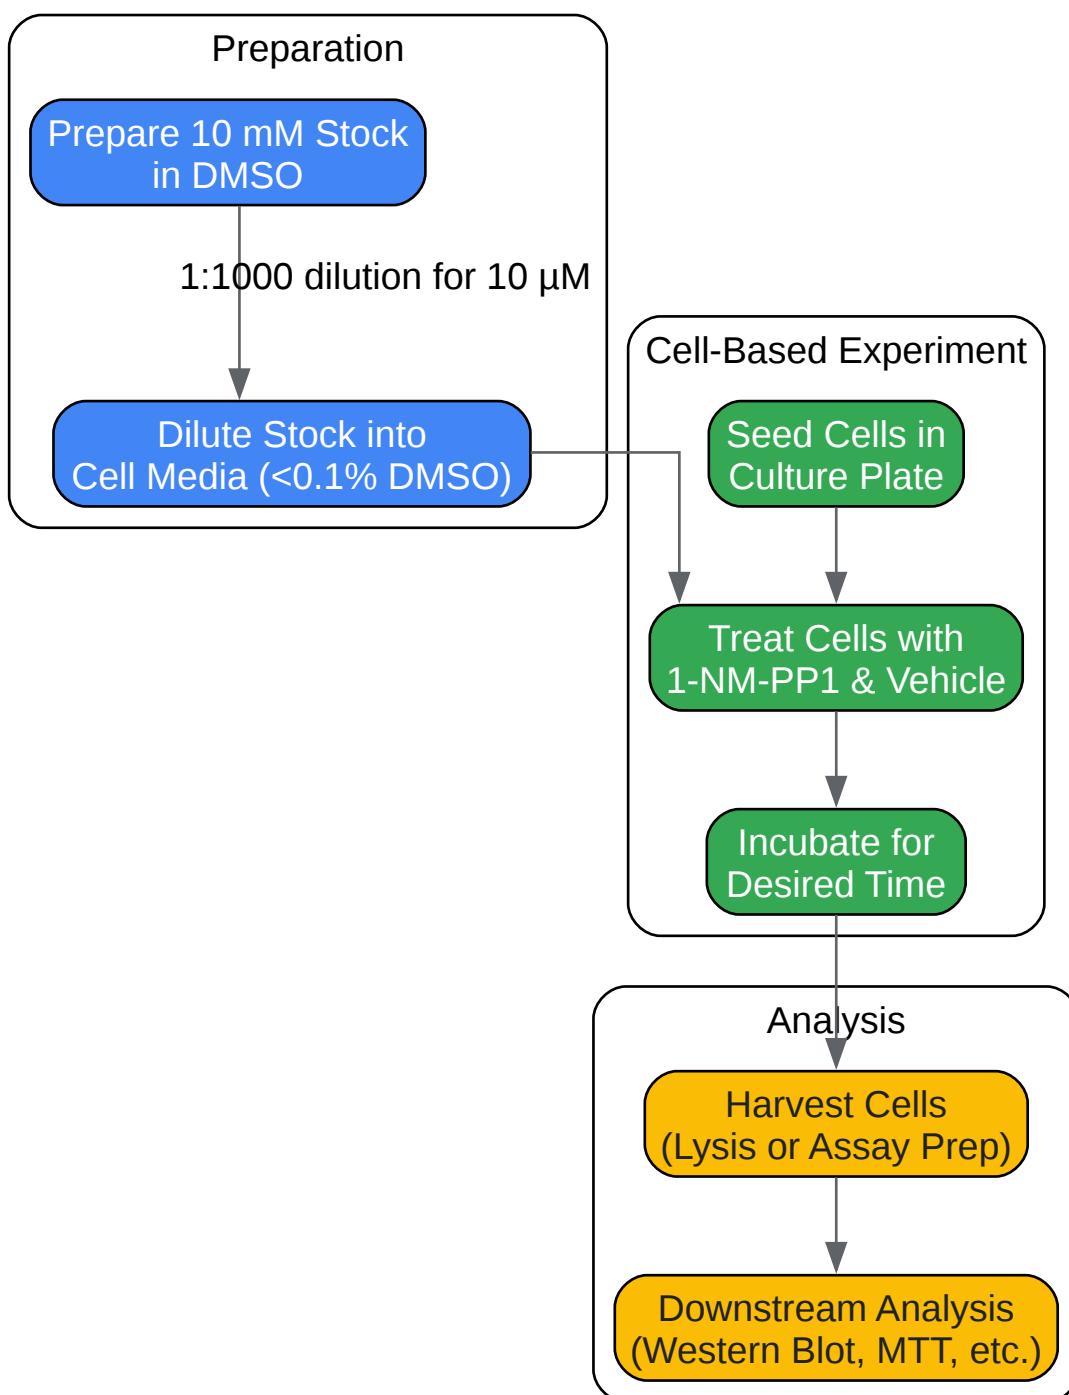 Preparation
Prepare 10 mM Stock
in DMSO
1:1000 dilution for 10 µM
Dilute Stock into
Cell Media (<0.1% DMSO)
Cell-Based Experiment
Seed Cells in
Culture Plate
Treat Cells with
1-NM-PP1 & Vehicle
Incubate for
Desired Time
Analysis
Harvest Cells
(Lysis or Assay Prep)
Downstream Analysis
(Western Blot, MTT, etc.)